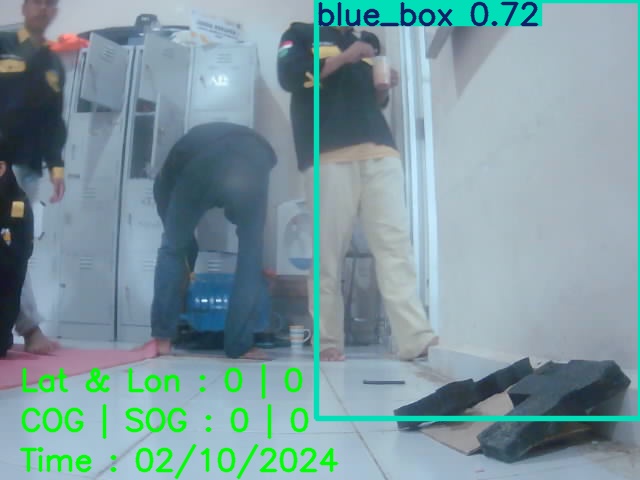 blue_box 0.72
Lat & Lon : 0 | 0
COG | SOG : 0 | 0
Time : 02/10/2024